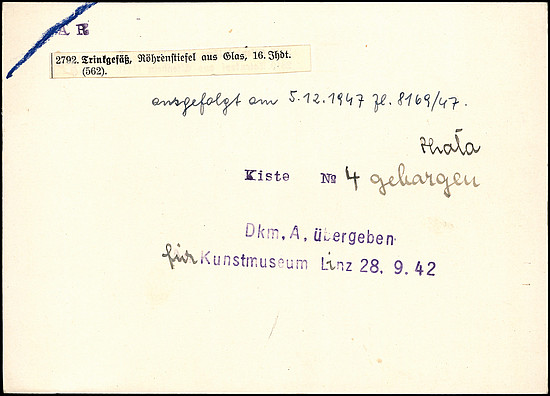 AR
2792. Trinkgefäß, Röhrenstiefel aus Glas, 16. Jhdt.
(562).
ausgefolgt am 5.12.1947 Zl. 8169/47.
Kiste № 4 geborgen
Dkm. A. übergeben
für Kunstmuseum Linz 28. 9. 42